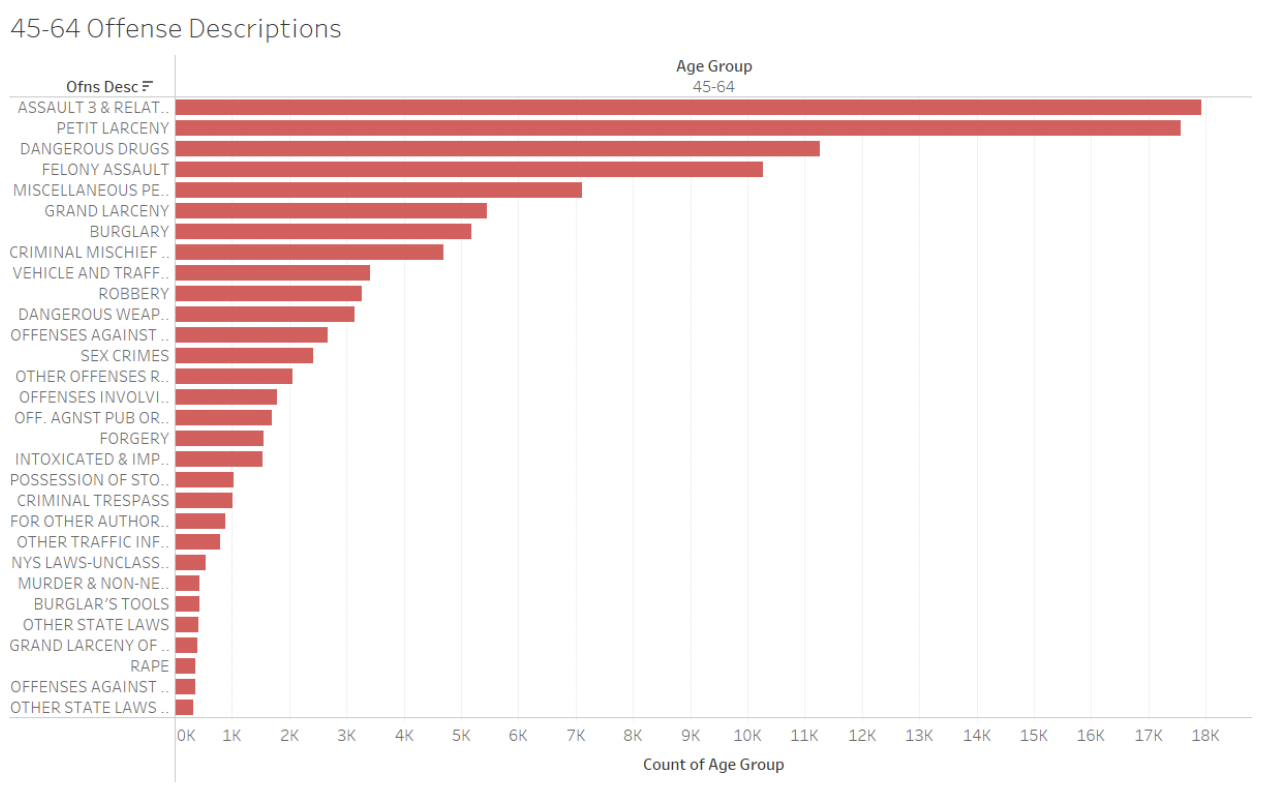 45-64 Offense Descriptions
Age Group
Ofns Desc 45-64
ASSAULT 3 & RELAT..
PETIT LARCENY
DANGEROUS DRUGS
FELONY ASSAULT
MISCELLANEOUS PE..
GRAND LARCENY
BURGLARY
CRIMINAL MISCHIEF ..
VEHICLE AND TRAFF..
ROBBERY
DANGEROUS WEAP..
OFFENSES AGAINST ..
SEX CRIMES
OTHER OFFENSES R..
OFFENSES INVOLVI..
OFF. AGNST PUB OR..
FORGERY
INTOXICATED & IMP..
POSSESSION OF STO..
CRIMINAL TRESPASS
FOR OTHER AUTHOR..
OTHER TRAFFIC INF..
NYS LAWS-UNCLASS..
MURDER & NON-NE..
BURGLAR'S TOOLS
OTHER STATE LAWS
GRAND LARCENY OF ..
RAPE
OFFENSES AGAINST ..
OTHER STATE LAWS ..
0K 1K 2K 3K 4K 5K 6K 7K 8K 9K 10K 11K 12K 13K 14K 15K 16K 17K 18K
Count of Age Group